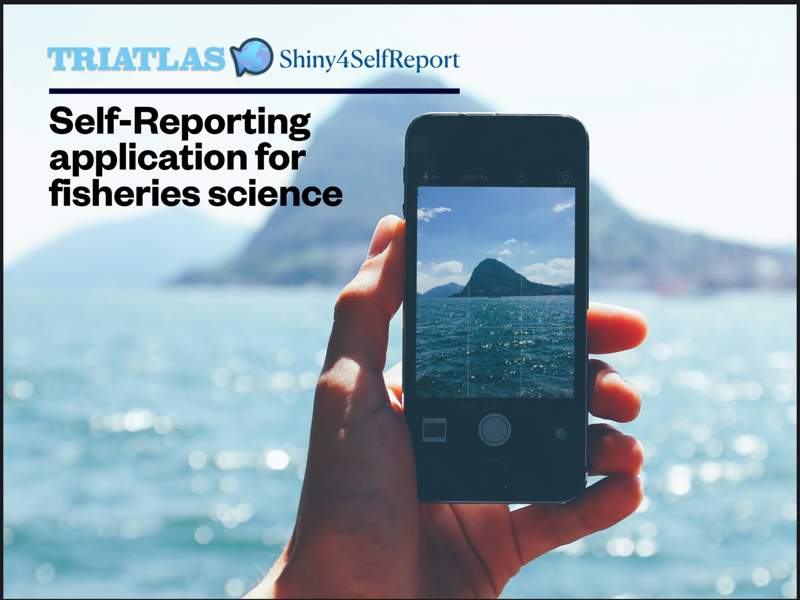 TRIATLAS Shiny4SelfReport
Self-Reporting
application for
fisheries science